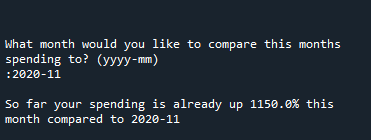 What month would you like to compare this months
spending to? (yyyy-mm)
:2020-11
So far your spending is already up 1150.0% this
month compared to 2020-11